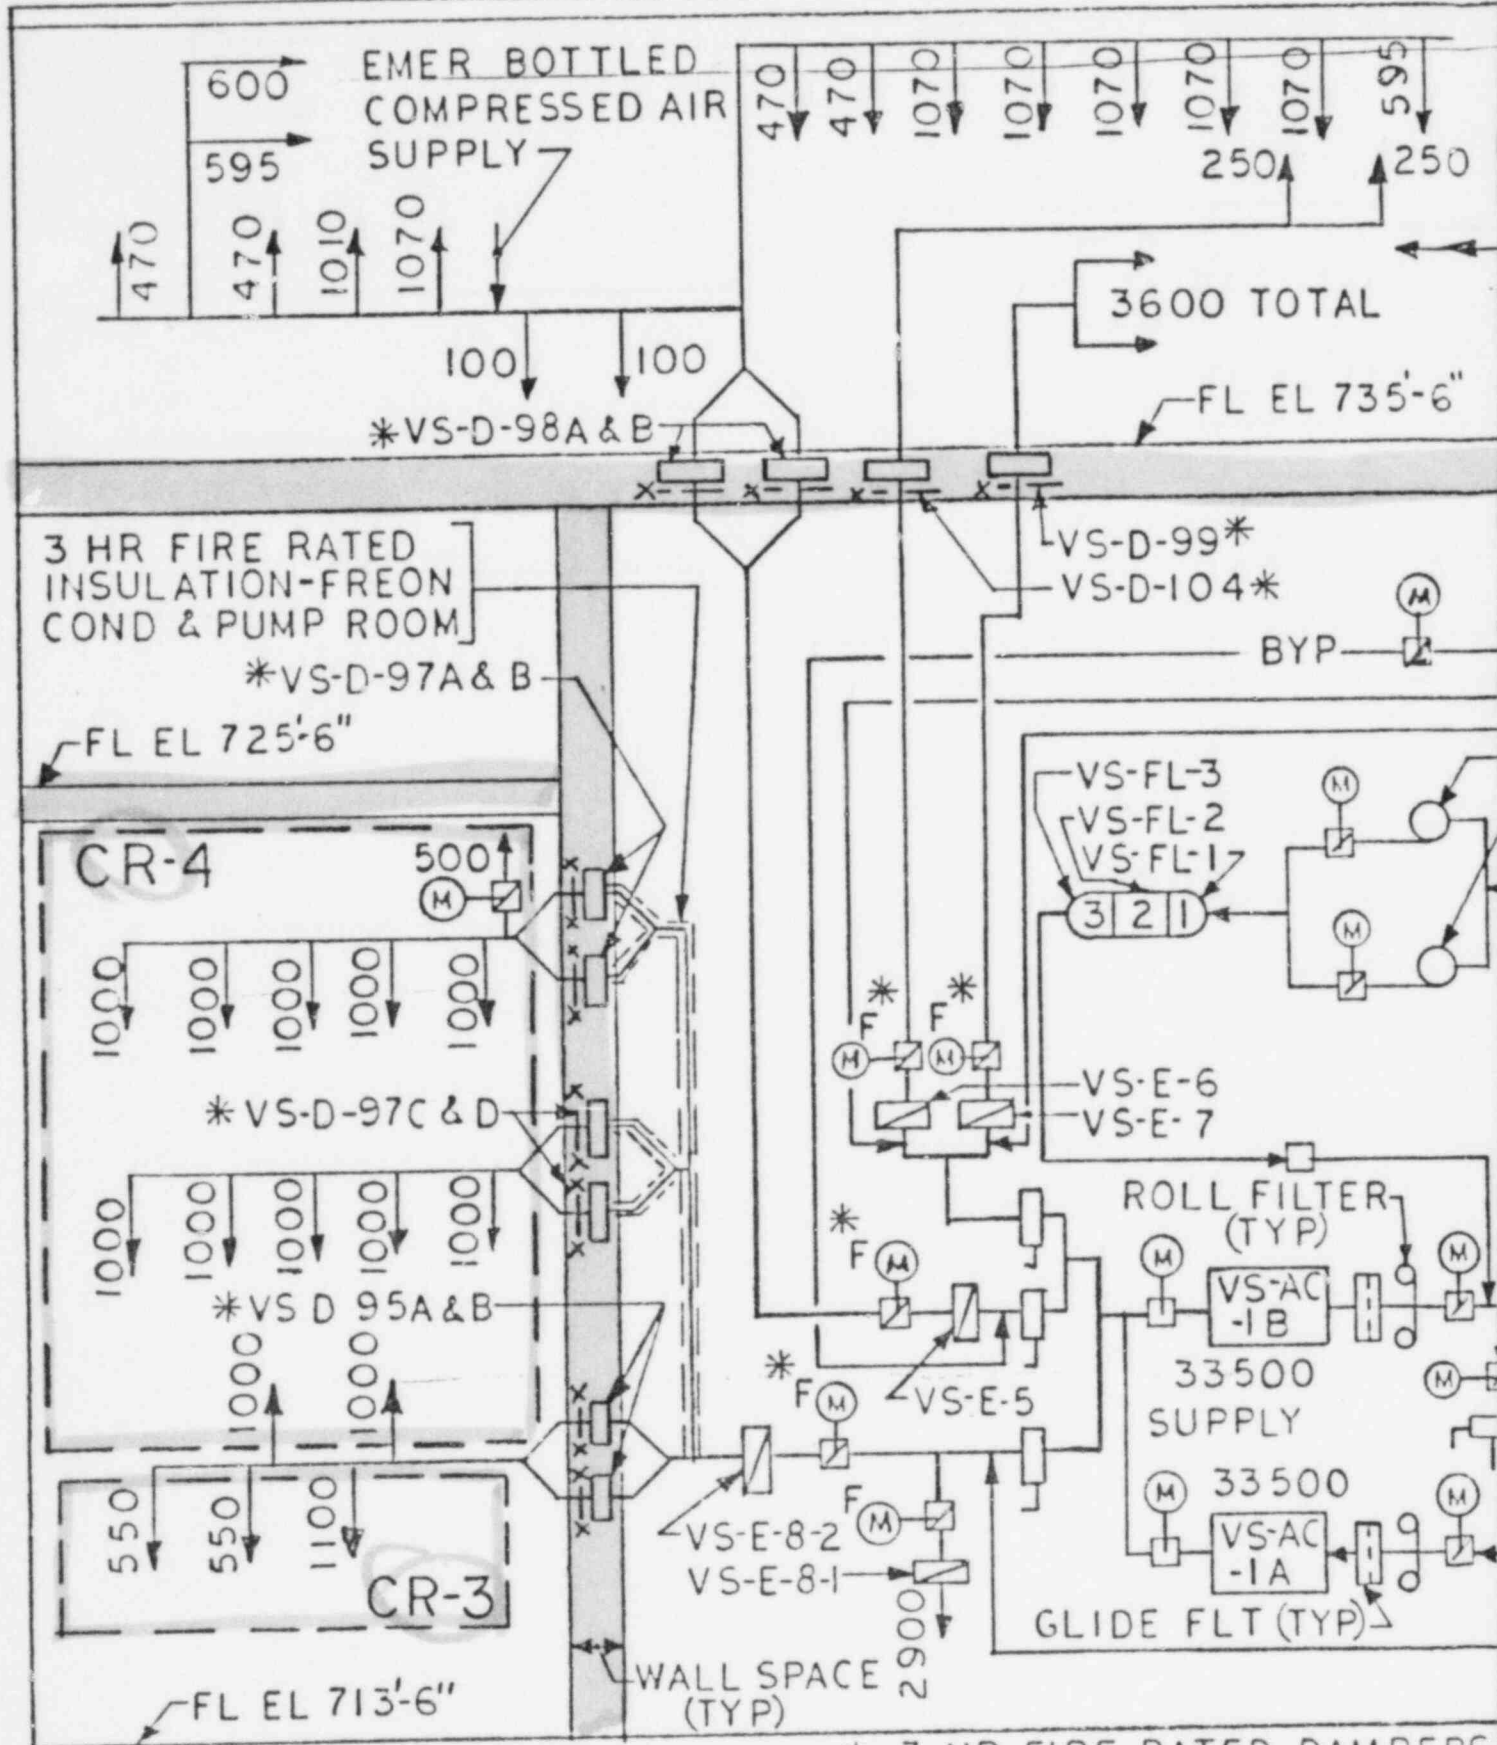 EMER BOTTLED
COMPRESSED AIR
SUPPLY
600
595
470
470
1010
1070
470
470
1070
1070
1070
1070
1070
595
250
250
3600 TOTAL
100
100
FL EL 735'-6"
*VS-D-98A & B
x
x
x
x
3 HR FIRE RATED
INSULATION-FREON
COND & PUMP ROOM
VS-D-99*
VS-D-104*
*VS-D-97A & B
M
BYP
FL EL 725'-6"
VS-FL-3
VS-FL-2
VS-FL-1
M
3 2 1
M
CR-4
500
M
x
x
x
x
1000
1000
1000
1000
1000
*
*
F
F
M
M
VS-E-6
VS-E-7
*VS-D-97C & D
x
x
x
x
1000
1000
1000
1000
1000
ROLL FILTER
(TYP)
*
F
M
M
M
*VS D 95A & B
VS-AC
-1B
33500
SUPPLY
M
1000
1000
*
F
M
VS-E-5
x
x
x
x
550
550
1100
CR-3
VS-E-8-2
VS-E-8-1
F
M
2900
M
33500
M
VS-AC
-1A
GLIDE FLT (TYP)
WALL SPACE
(TYP)
FL EL 713'-6"
3 HR FIRE RATED DAMPERS